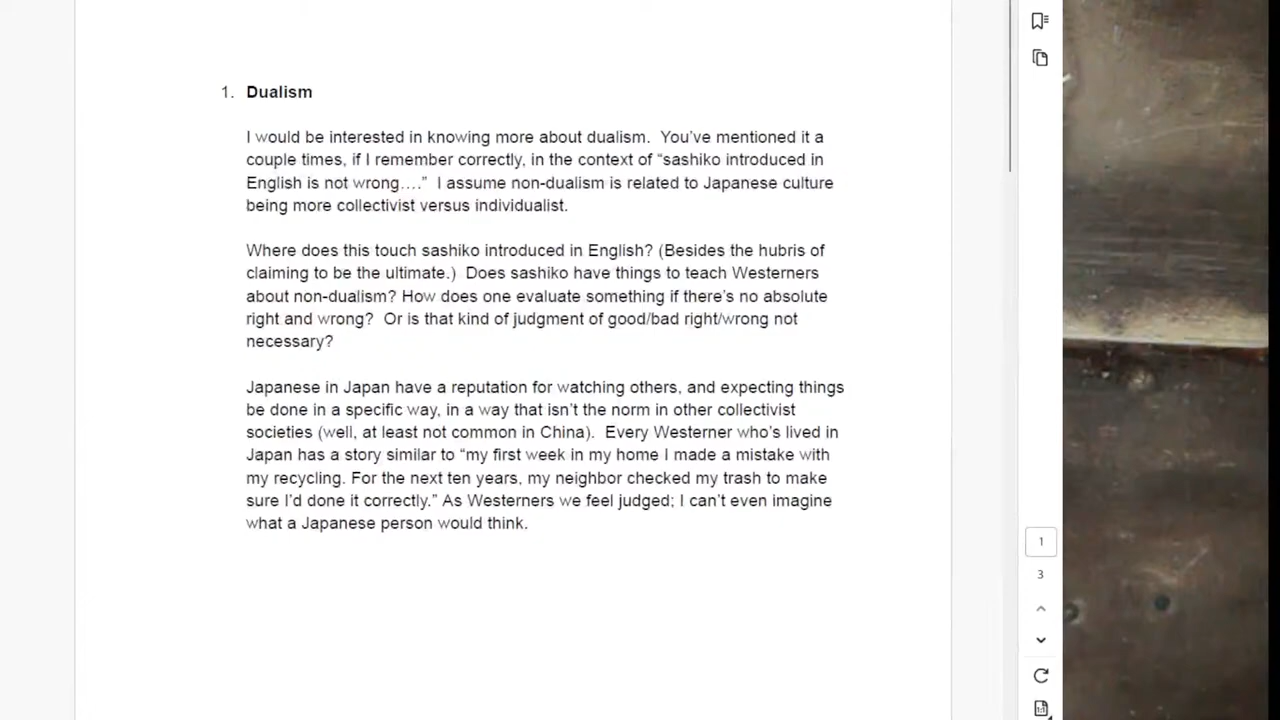 1. Dualism
I would be interested in knowing more about dualism.  You’ve mentioned it a
couple times, if I remember correctly, in the context of “sashiko introduced in
English is not wrong….”  I assume non-dualism is related to Japanese culture
being more collectivist versus individualist.
Where does this touch sashiko introduced in English? (Besides the hubris of
claiming to be the ultimate.)  Does sashiko have things to teach Westerners
about non-dualism? How does one evaluate something if there’s no absolute
right and wrong?  Or is that kind of judgment of good/bad right/wrong not
necessary?
Japanese in Japan have a reputation for watching others, and expecting things
be done in a specific way, in a way that isn’t the norm in other collectivist
societies (well, at least not common in China).  Every Westerner who’s lived in
Japan has a story similar to “my first week in my home I made a mistake with
my recycling. For the next ten years, my neighbor checked my trash to make
sure I’d done it correctly.” As Westerners we feel judged; I can’t even imagine
what a Japanese person would think.
1
3
1:1